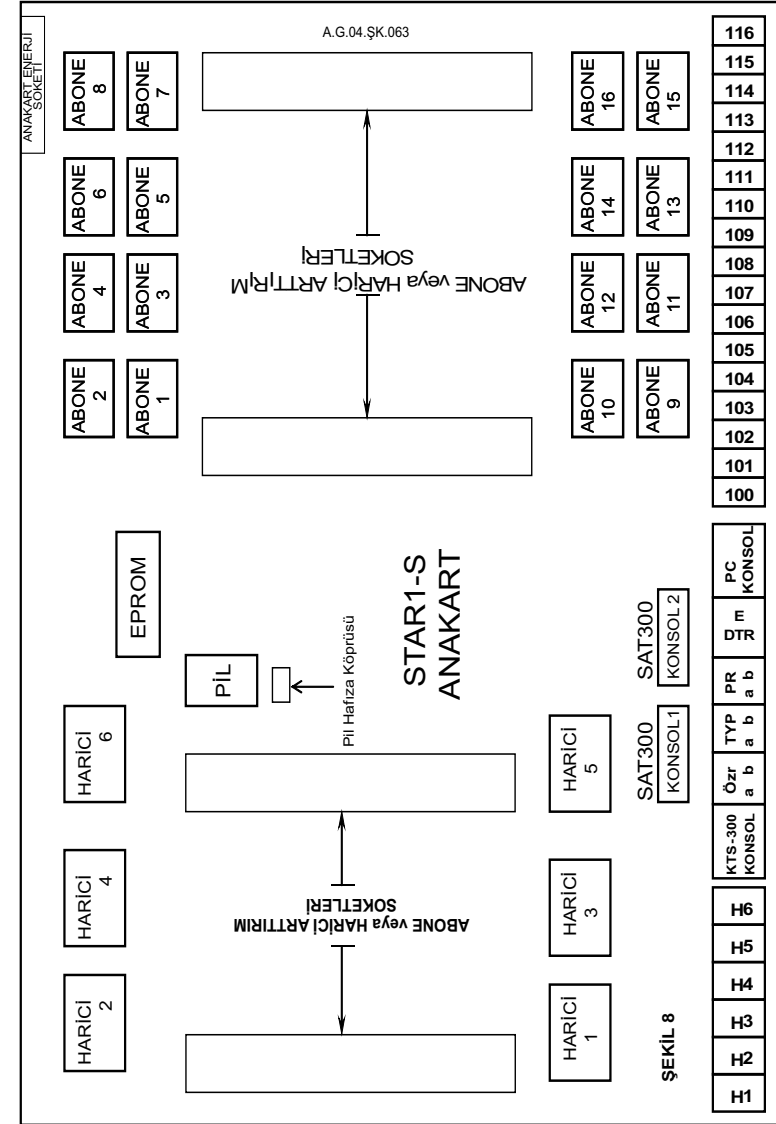 ANAKART ENERJİ
SOKETİ
A.G.04.ŞK.063
ABONE
8
ABONE
7
ABONE
6
ABONE
5
ABONE
4
ABONE
3
ABONE
2
ABONE
1
ABONE veya HARİÇİ ARTTIRIM
SOKETLERİ
ABONE
16
ABONE
15
ABONE
14
ABONE
13
ABONE
12
ABONE
11
ABONE
10
ABONE
9
116
115
114
113
112
111
110
109
108
107
106
105
104
103
102
101
100
EPROM
PİL
Pil Hafıza Köprüsü
STAR1-S
ANAKART
SAT300
KONSOL 2
SAT300
KONSOL1
PC
KONSOL
E
DTR
PR
a b
TYP
a b
Özr
a b
KTS-300
KONSOL
HARİCİ
6
HARİCİ
4
HARİCİ
2
ABONE veya HARİCİ ARTTIRIM
SOKETLERİ
HARİCİ
5
HARİCİ
3
HARİCİ
1
ŞEKİL 8
H6
H5
H4
H3
H2
H1